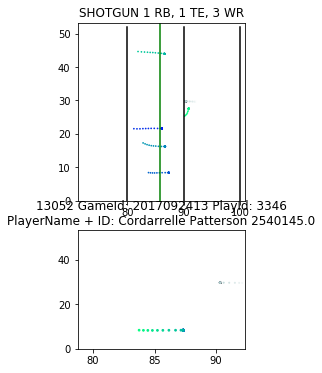 SHOTGUN 1 RB, 1 TE, 3 WR
50
40
30
20
10
0
80 90 100
13052 GameId: 2017092413 PlayId: 3346
PlayerName + ID: Cordarrelle Patterson 2540145.0
40
20
0
80 85 90